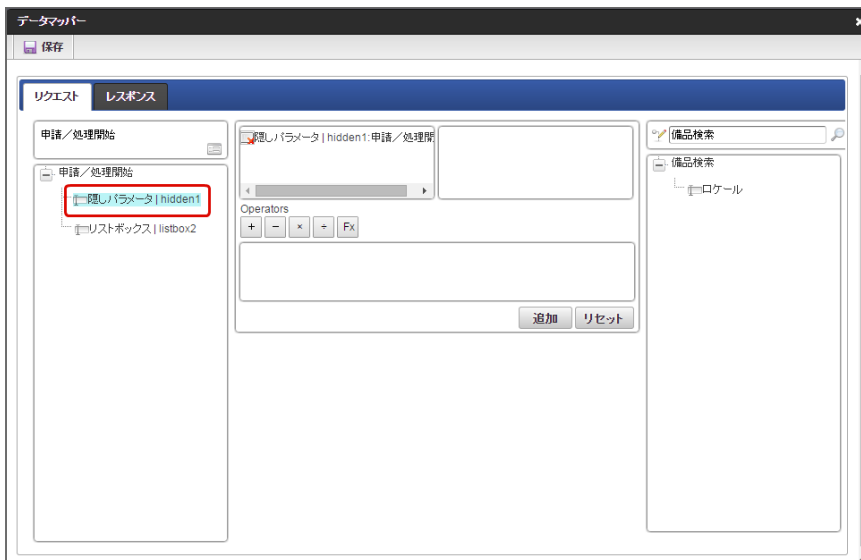 データマッパー
保存
リクエスト レスポンス
申請／処理開始
申請／処理開始
隠しパラメータ | hidden1
リストボックス | listbox2
隠しパラメータ | hidden1:申請／処理開
Operators
+ − × ÷ Fx
追加 リセット
備品検索
備品検索
ロケール